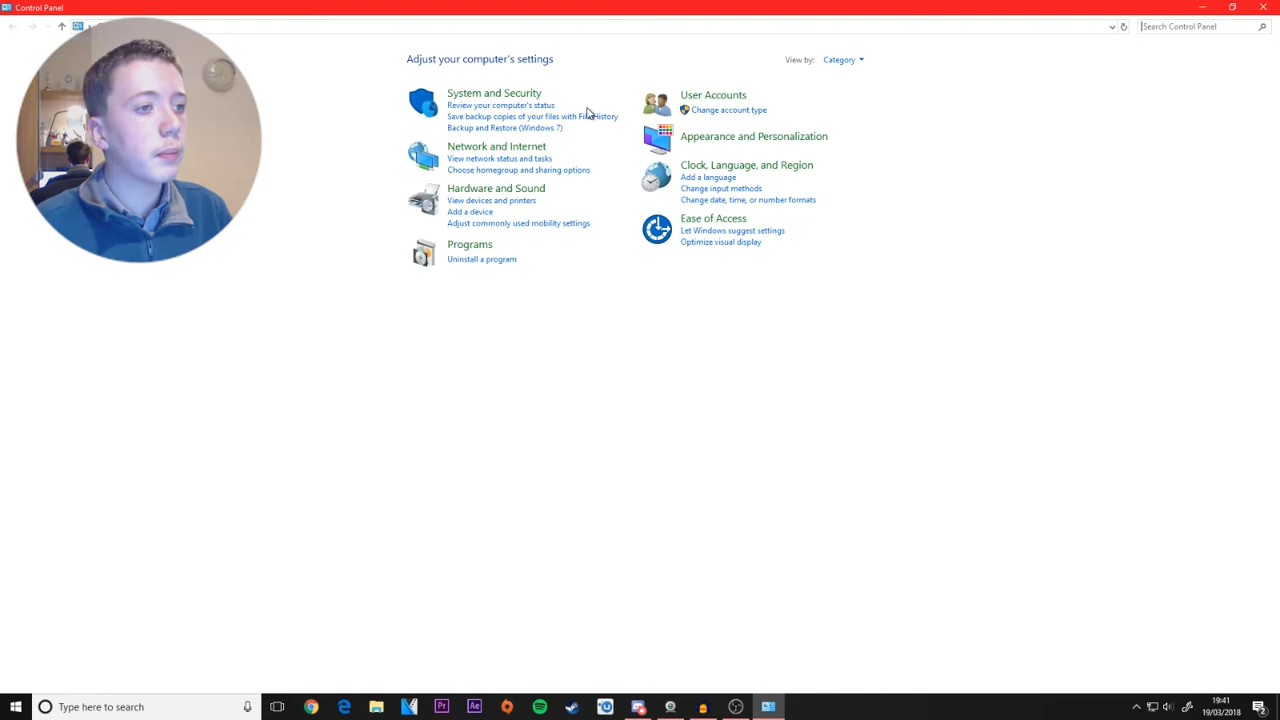 Control Panel
Search Control Panel
Adjust your computer's settings
View by: Category
System and Security
Review your computer's status
Save backup copies of your files with File History
Backup and Restore (Windows 7)
Network and Internet
View network status and tasks
Choose homegroup and sharing options
Hardware and Sound
View devices and printers
Add a device
Adjust commonly used mobility settings
Programs
Uninstall a program
User Accounts
Change account type
Appearance and Personalization
Clock, Language, and Region
Add a language
Change input methods
Change date, time, or number formats
Ease of Access
Let Windows suggest settings
Optimize visual display
Type here to search
Pr
Ae
19:41
19/03/2018
2